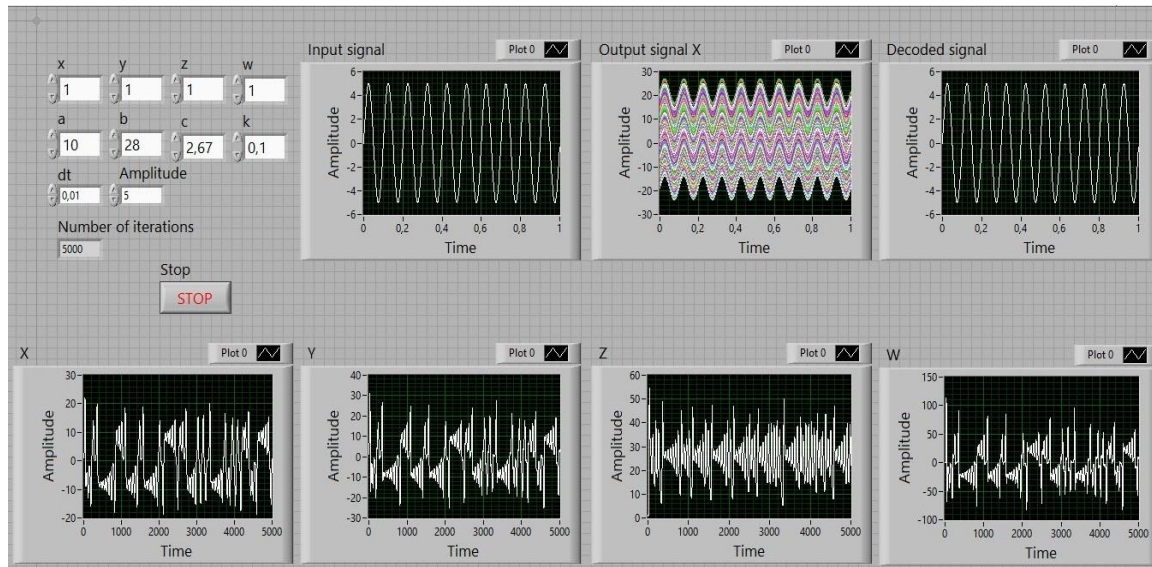 Input signal Plot 0
Output signal X Plot 0
Decoded signal Plot 0
x y z w
1 1 1 1
a b c k
10 28 2,67 0,1
dt Amplitude
0,01 5
Number of iterations
5000
Stop
STOP
Amplitude
6
4
2
0
-2
-4
-6
0 0,2 0,4 0,6 0,8 1
Time
Amplitude
30
20
10
0
-10
-20
-30
0 0,2 0,4 0,6 0,8 1
Time
Amplitude
6
4
2
0
-2
-4
-6
0 0,2 0,4 0,6 0,8 1
Time
X Plot 0
Amplitude
30
20
10
0
-10
-20
0 1000 2000 3000 4000 5000
Time
Y Plot 0
Amplitude
40
30
20
10
0
-10
-20
-30
0 1000 2000 3000 4000 5000
Time
Z Plot 0
Amplitude
60
50
40
30
20
10
0
0 1000 2000 3000 4000 5000
Time
W Plot 0
Amplitude
150
100
50
0
-50
-100
0 1000 2000 3000 4000 5000
Time